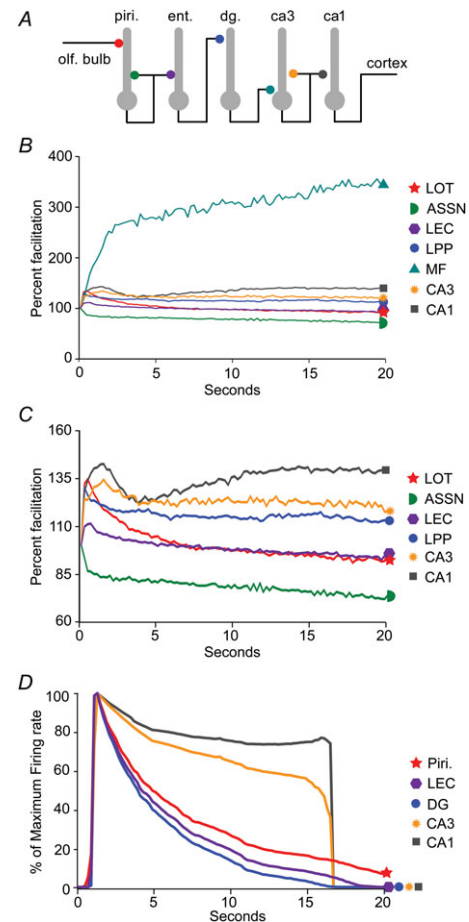 A
piri. ent. dg. ca3 ca1
olf. bulb
cortex
B
Percent facilitation
400
300
200
100
0
0 5 10 15 20
Seconds
LOT
ASSN
LEC
LPP
MF
CA3
CA1
C
Percent facilitation
160
135
110
85
60
0 5 10 15 20
Seconds
LOT
ASSN
LEC
LPP
CA3
CA1
D
% of Maximum Firing rate
100
80
60
40
20
0
0 5 10 15 20
Seconds
Piri.
LEC
DG
CA3
CA1